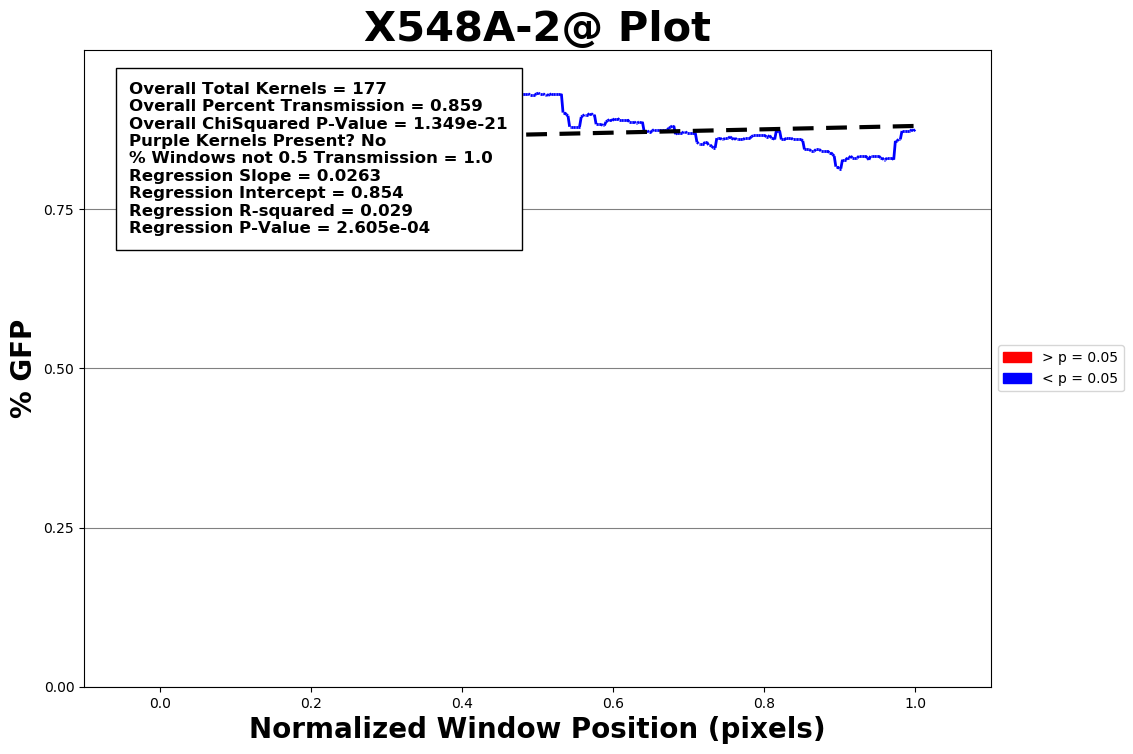 X548A-2@ Plot
Overall Total Kernels = 177
Overall Percent Transmission = 0.859
Overall ChiSquared P-Value = 1.349e-21
Purple Kernels Present? No
% Windows not 0.5 Transmission = 1.0
Regression Slope = 0.0263
Regression Intercept = 0.854
Regression R-squared = 0.029
Regression P-Value = 2.605e-04
% GFP
0.75
0.50
0.25
0.00
> p = 0.05
< p = 0.05
0.0 0.2 0.4 0.6 0.8 1.0
Normalized Window Position (pixels)